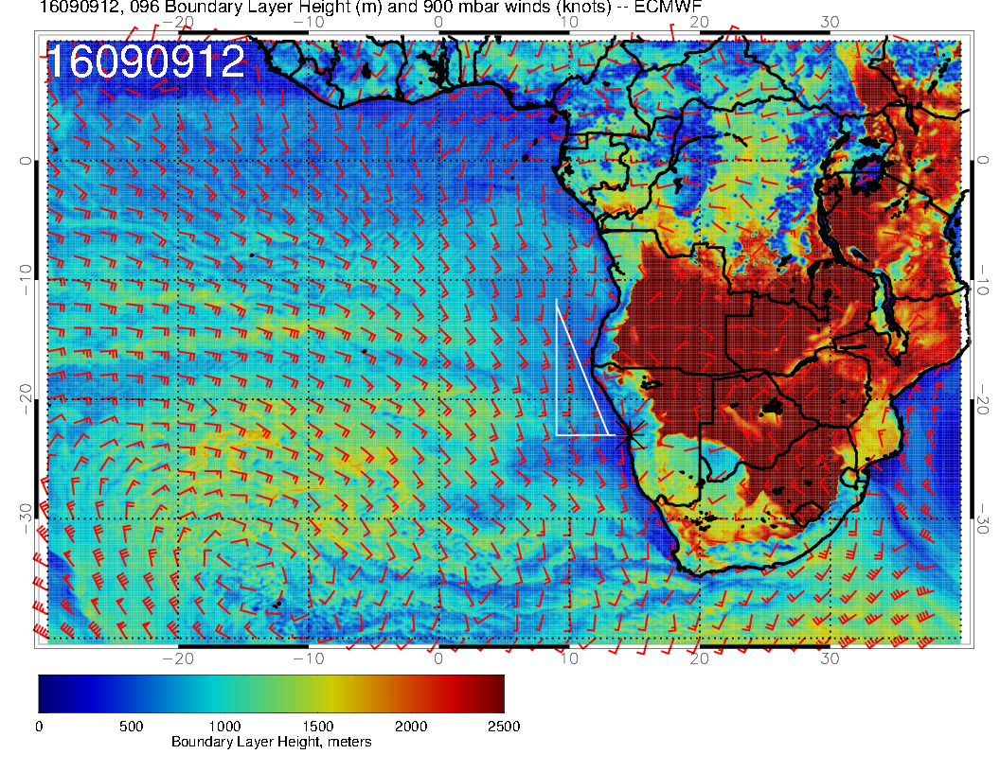 16090912, 096 Boundary Layer Height (m) and 900 mbar winds (knots) -- ECMWF
−20 −10 0 10 20 30
16090912
0 0
−10 −10
−20 −20
−30 −30
−20 −10 0 10 20 30
0 500 1000 1500 2000 2500
Boundary Layer Height, meters